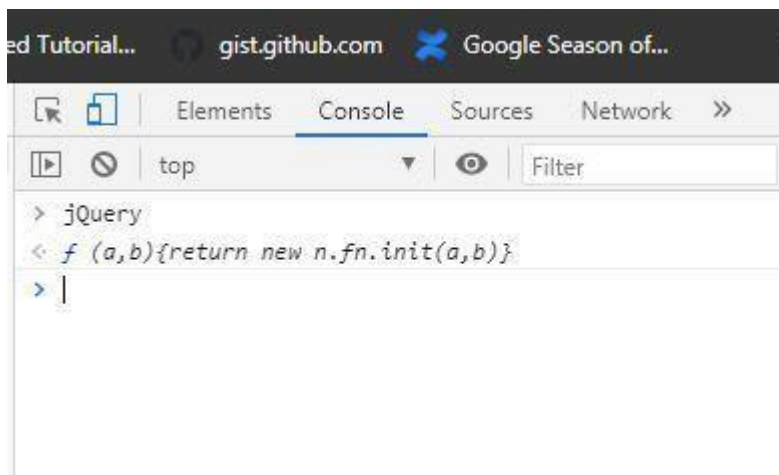 ed Tutorial... gist.github.com Google Season of...
Elements Console Sources Network »
top Filter
> jQuery
f (a,b){return new n.fn.init(a,b)}
>